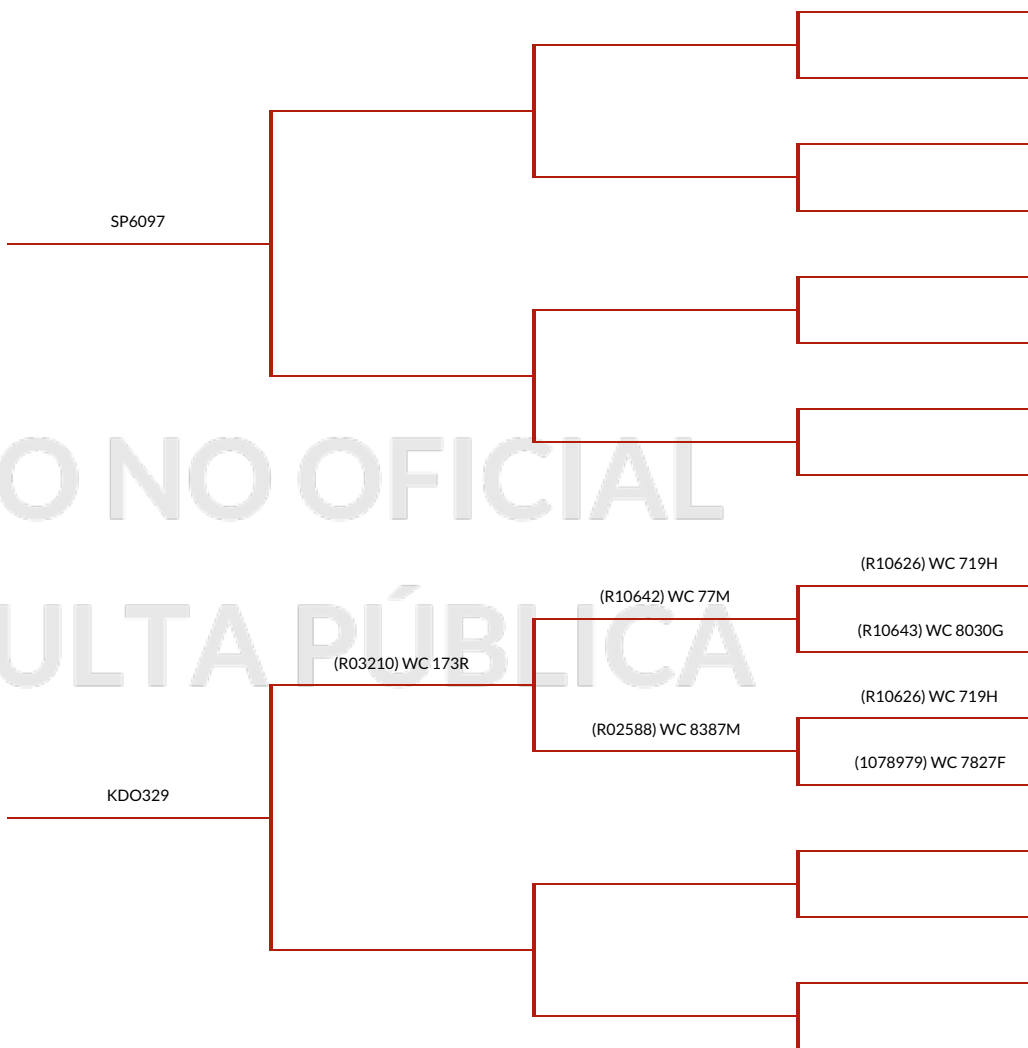 SP6097
O NO OFICIAL
(R10626) WC 719H
(R10642) WC 77M
ULTA PÚBLICA
(R10643) WC 8030G
(R03210) WC 173R
(R10626) WC 719H
(R02588) WC 8387M
(1078979) WC 7827F
KDO329